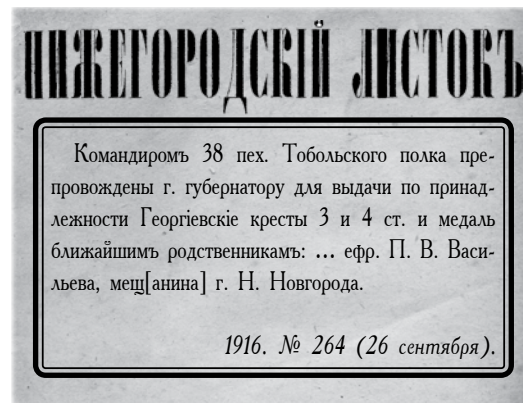 НИЖЕГОРОДСКІЙ ЛИСТОКЪ
Командиромъ 38 пех. Тобольского полка пре-
провождены г. губернатору для выдачи по принад-
лежности Георгіевскіе кресты 3 и 4 ст. и медаль
ближайшимъ родственникамъ: ... ефр. П. В. Васи-
льева, мещ[анина] г. Н. Новгорода.
1916. № 264 (26 сентября).